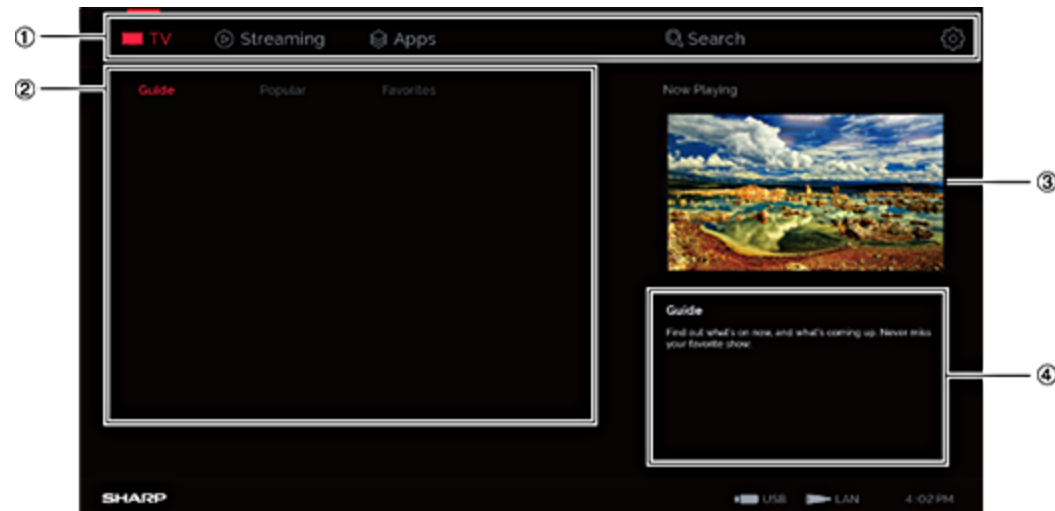 ① TV Streaming Apps Search
② Guide Popular Favorites
Now Playing
③
Guide
Find out what's on now, and what's coming up. Never miss
your favorite show.
④
SHARP USB LAN 4:02 PM